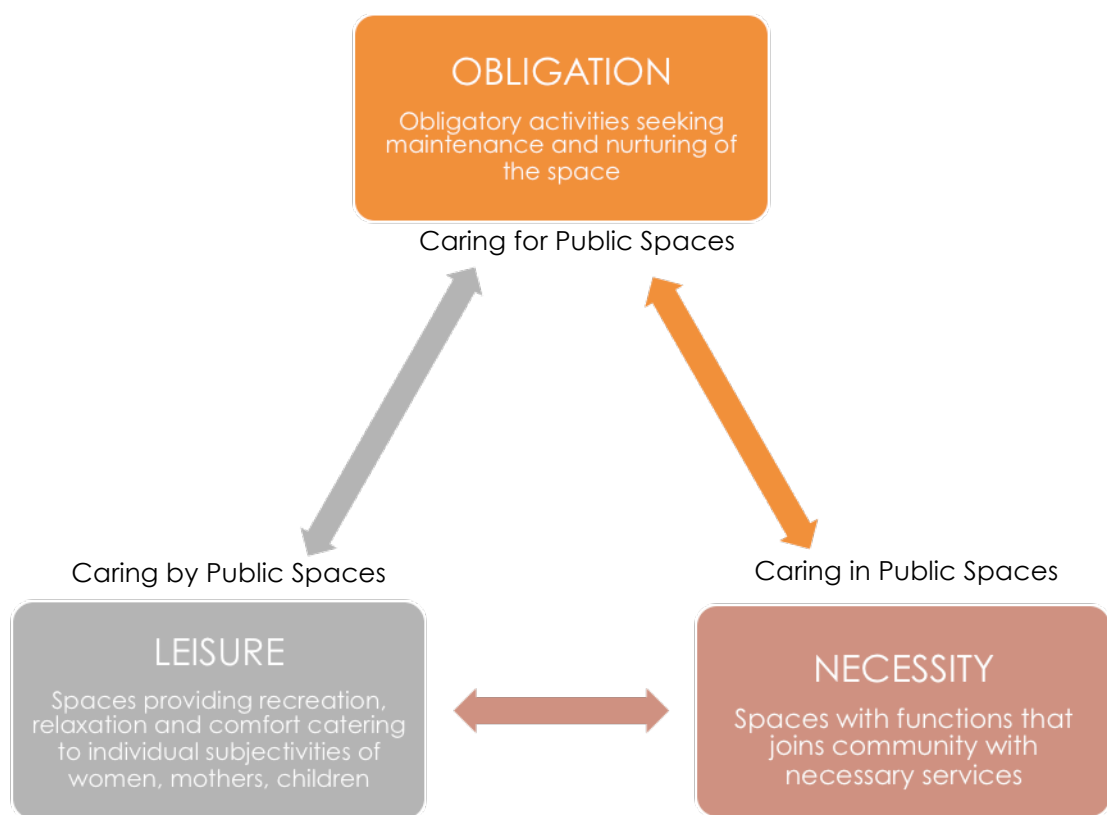 OBLIGATION
Obligatory activities seeking
maintenance and nurturing of
the space
Caring for Public Spaces
Caring by Public Spaces
Caring in Public Spaces
LEISURE
Spaces providing recreation,
relaxation and comfort catering
to individual subjectivities of
women, mothers, children
NECESSITY
Spaces with functions that
joins community with
necessary services